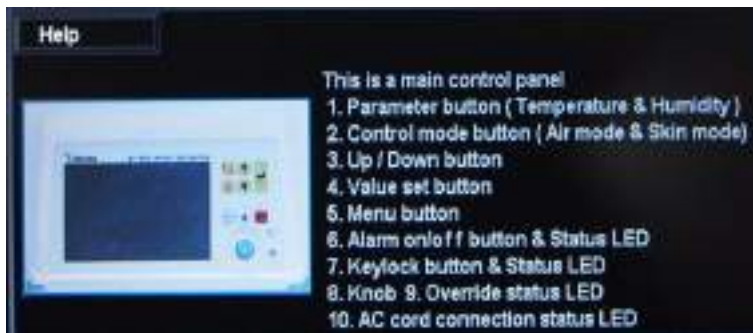 Help
This is a main control panel
1. Parameter button ( Temperature & Humidity )
2. Control mode button ( Air mode & Skin mode)
3. Up / Down button
4. Value set button
5. Menu button
6. Alarm on/o f f button & Status LED
7. Keylock button & Status LED
8. Knob 9. Override status LED
10. AC cord connection status LED